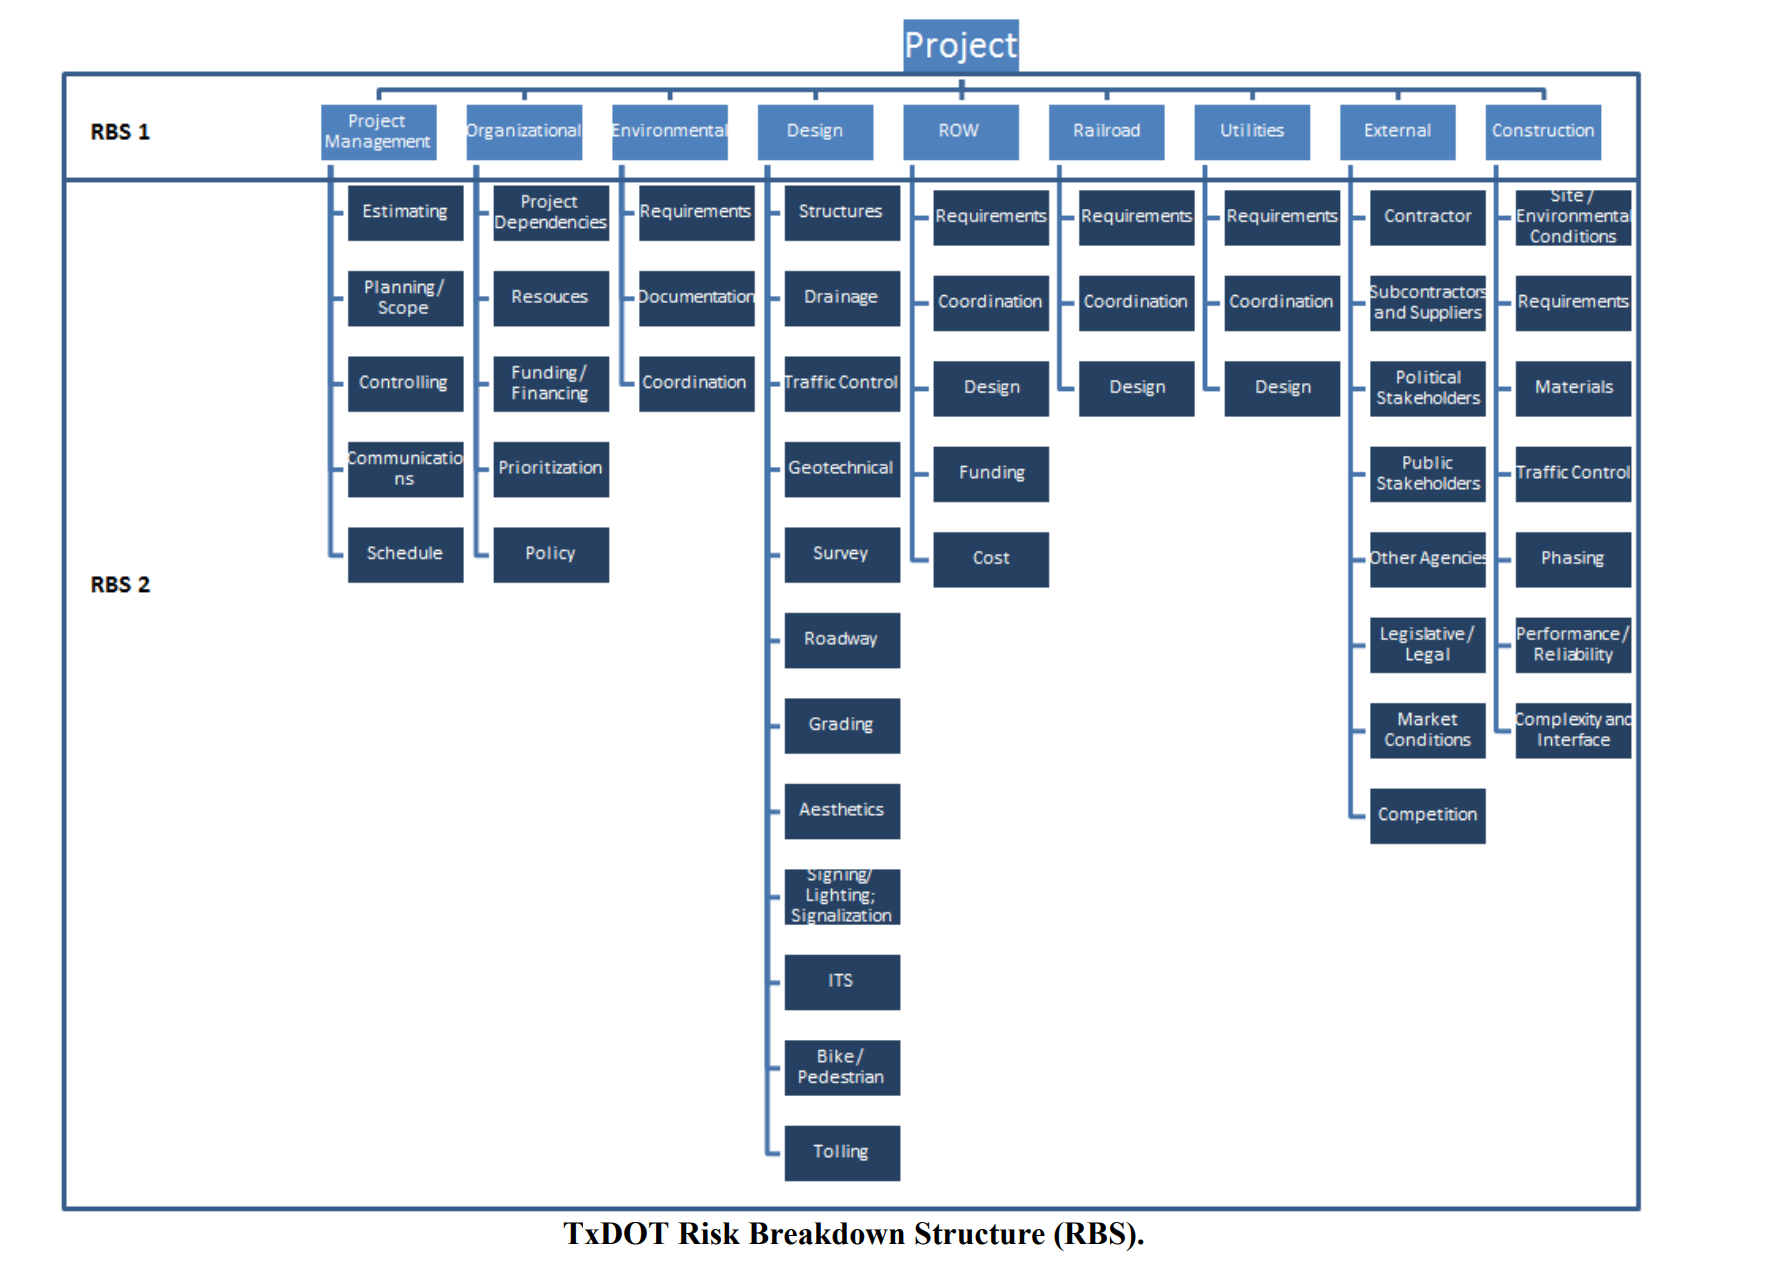 Project
RBS 1
Project
Management
Organizational
Environmental
Design
ROW
Railroad
Utilities
External
Construction
RBS 2
Estimating
Planning/
Scope
Controlling
Communicatio
ns
Schedule
Project
Dependencies
Resouces
Funding/
Financing
Prioritization
Policy
Requirements
Documentation
Coordination
Structures
Drainage
Traffic Control
Geotechnical
Survey
Roadway
Grading
Aesthetics
Signing/
Lighting;
Signalization
ITS
Bike/
Pedestrian
Tolling
Requirements
Coordination
Design
Funding
Cost
Requirements
Coordination
Design
Requirements
Coordination
Design
Contractor
Subcontractors
and Suppliers
Political
Stakeholders
Public
Stakeholders
Other Agencies
Legislative/
Legal
Market
Conditions
Competition
Site/
Environmental
Conditions
Requirements
Materials
Traffic Control
Phasing
Performance/
Reliability
Complexity and
Interface
TxDOT Risk Breakdown Structure (RBS).